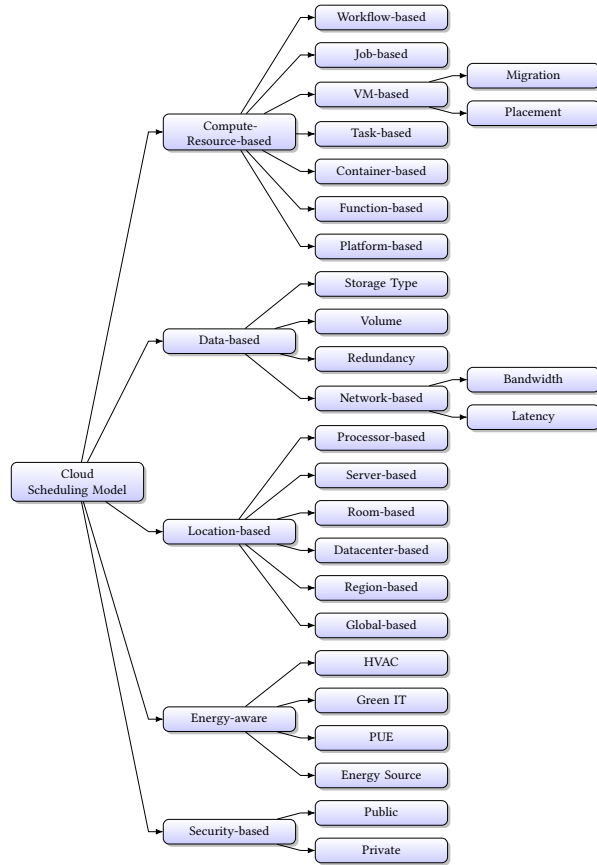 Workflow-based
Job-based
VM-based
Migration
Placement
Compute-
Resource-based
Task-based
Container-based
Function-based
Platform-based
Storage Type
Data-based
Volume
Redundancy
Network-based
Bandwidth
Latency
Cloud
Scheduling Model
Processor-based
Server-based
Location-based
Room-based
Datacenter-based
Region-based
Global-based
HVAC
Energy-aware
Green IT
PUE
Energy Source
Security-based
Public
Private